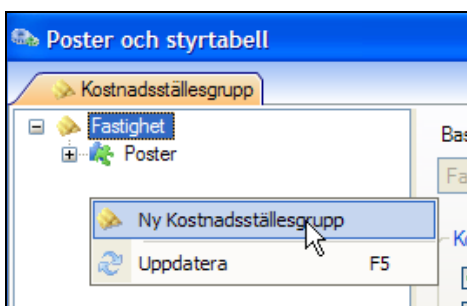 Poster och styrtabell
Kostnadsställesgrupp
Fastighet
Poster
Ny Kostnadsställesgrupp
Uppdatera F5